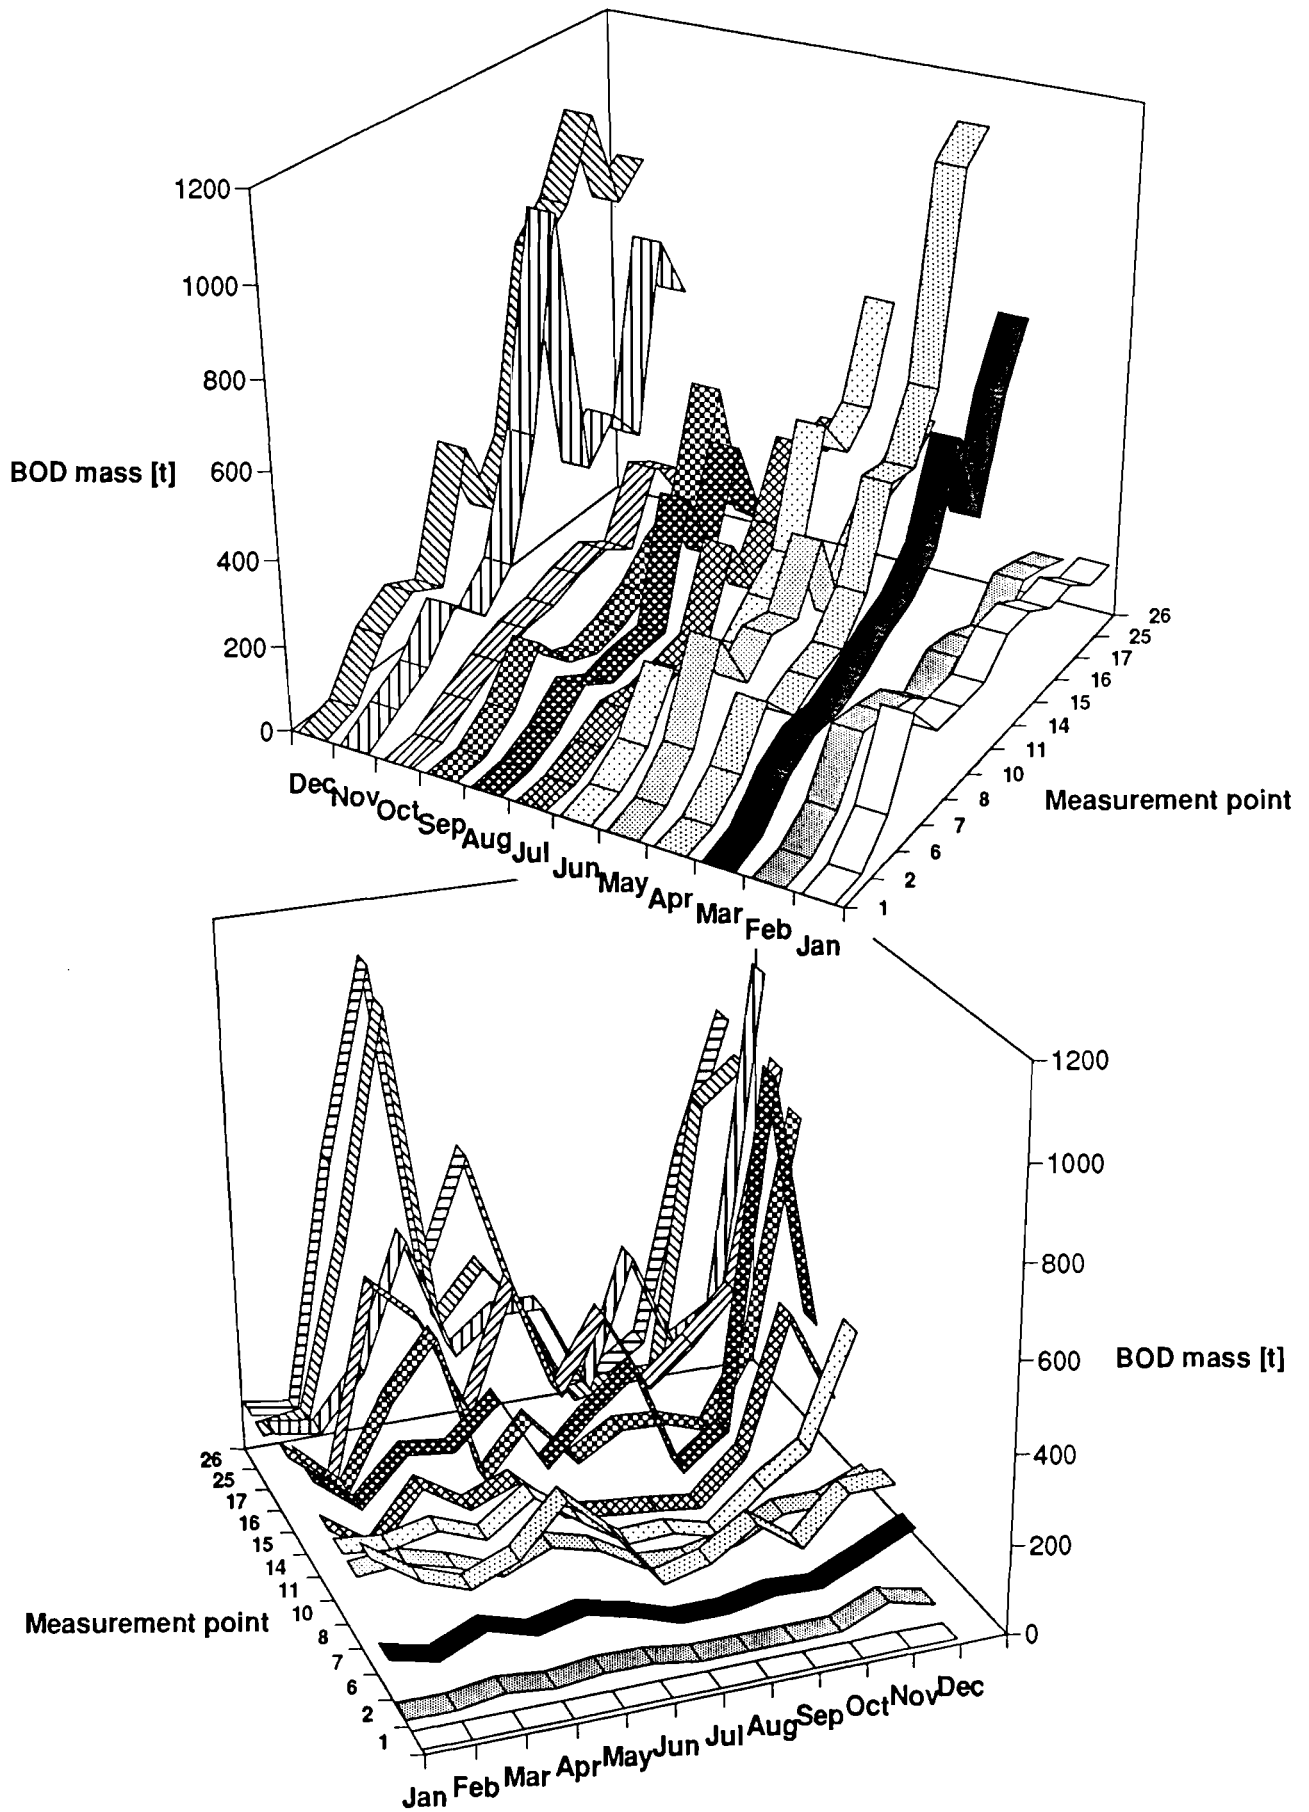 1200
1000
800
BOD mass [t]
600
400
200
0
Dec
Nov
Oct
Sep
Aug
Jul
Jun
May
Apr
Mar
Feb
Jan
26
25
17
16
15
14
11
10
8
7
6
2
1
Measurement point
1200
1000
800
600
BOD mass [t]
400
200
0
26
25
17
16
15
14
11
10
8
7
6
2
1
Measurement point
Jan
Feb
Mar
Apr
May
Jun
Jul
Aug
Sep
Oct
Nov
Dec